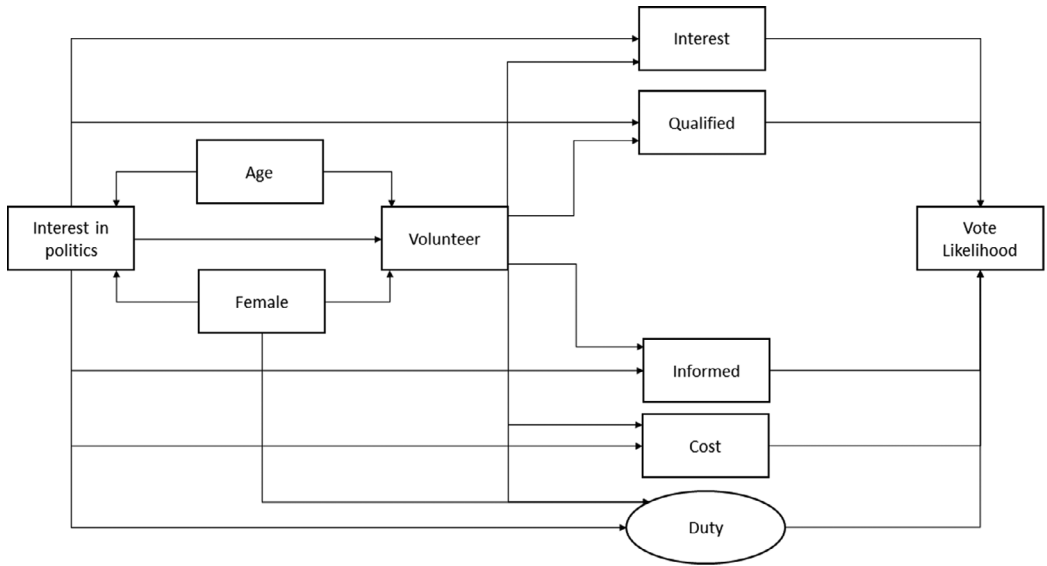 Interest
Qualified
Age
Interest in
politics
Volunteer
Vote
Likelihood
Female
Informed
Cost
Duty